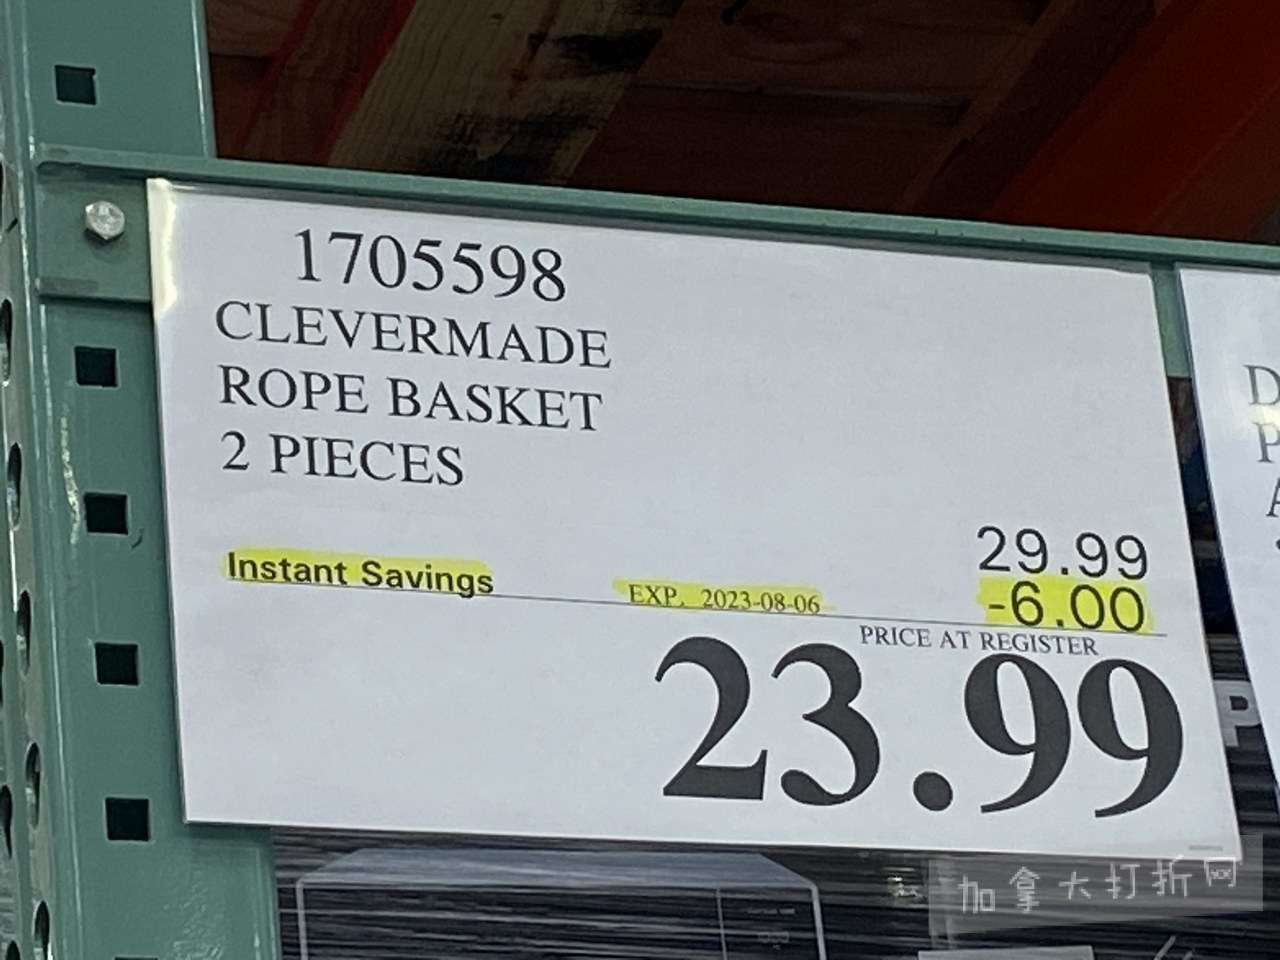 1705598
CLEVERMADE
ROPE BASKET
2 PIECES
29.99
Instant Savings EXP. 2023-08-06 -6.00
PRICE AT REGISTER
23.99
D
P
A
P
加拿大打折网